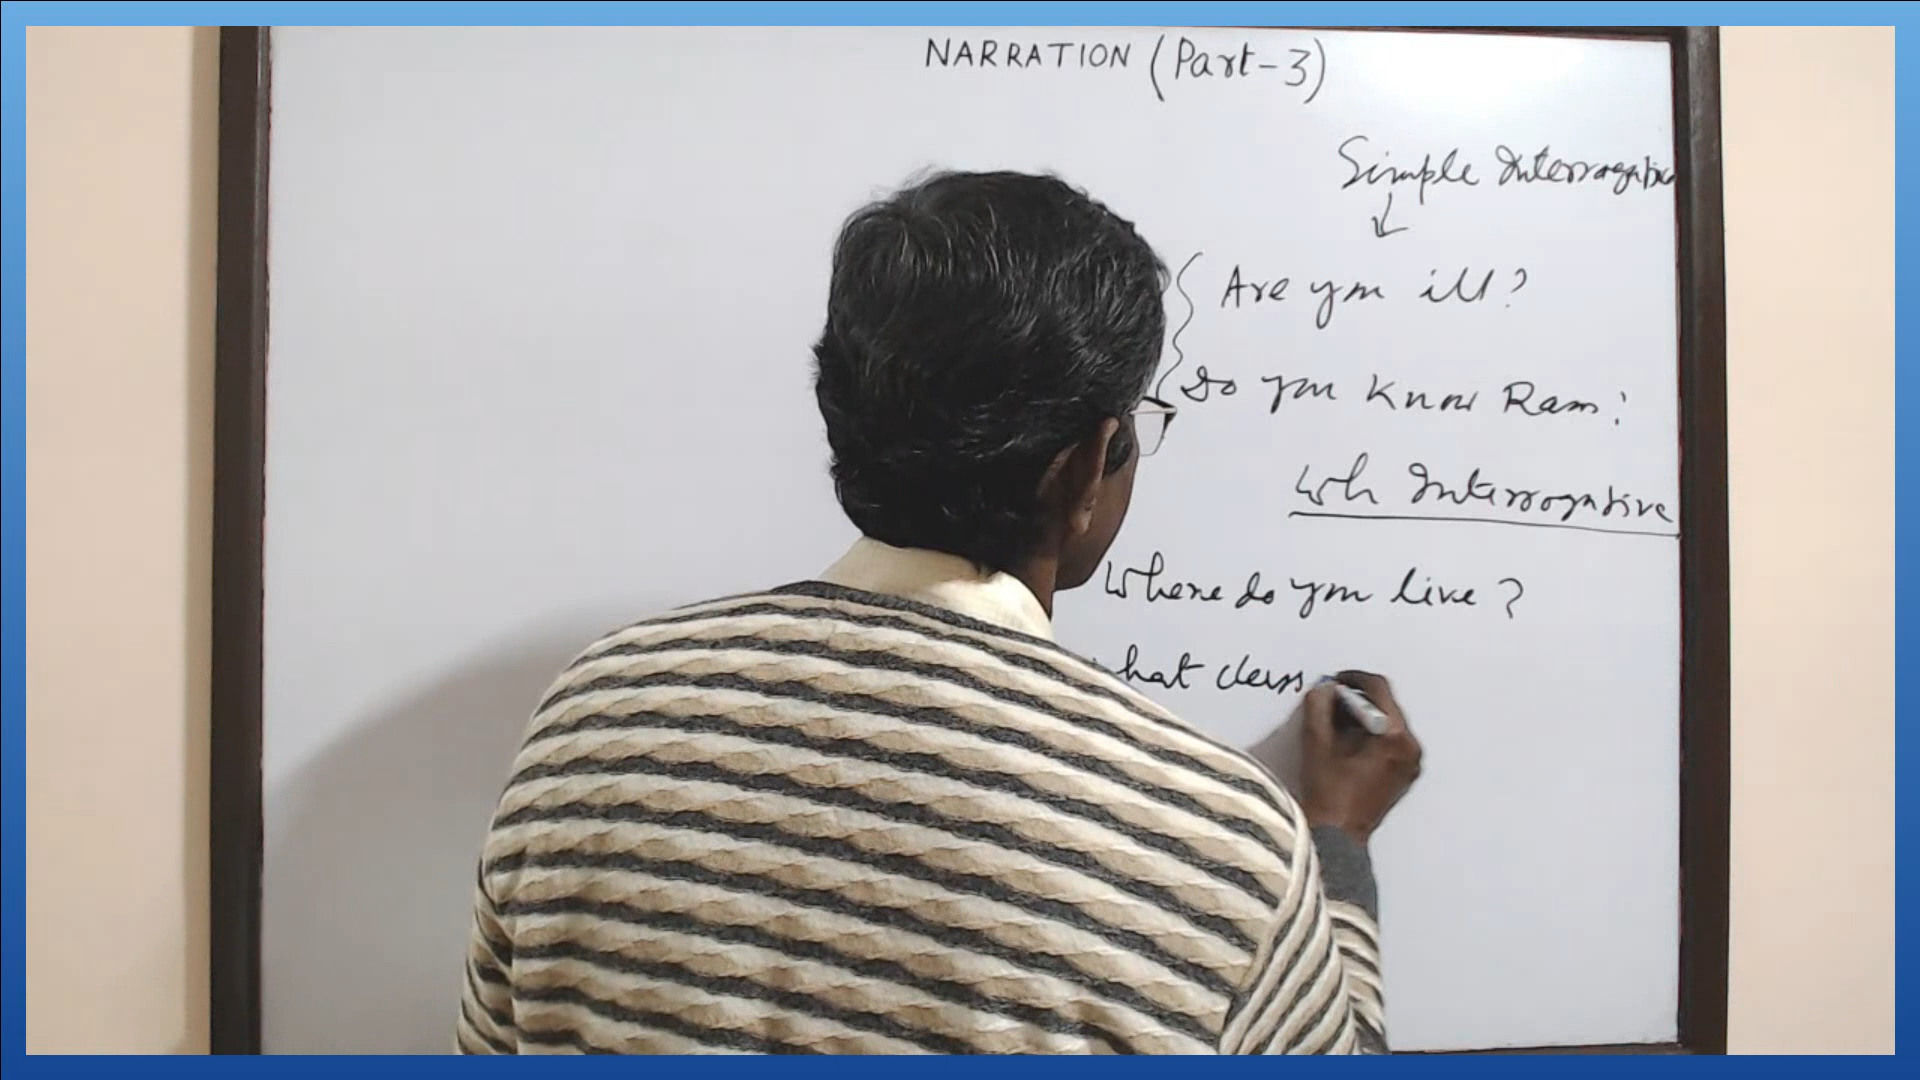 NARRATION (Part-3)
Simple Interrogative
Are you ill?
Do you know Ram?
Wh Interrogative
Where do you live?
What class